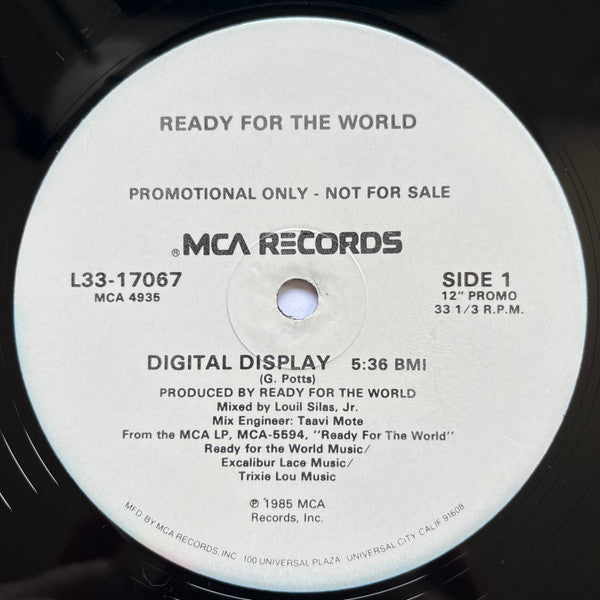 READY FOR THE WORLD
PROMOTIONAL ONLY - NOT FOR SALE
® MCA RECORDS
L33-17067
MCA 4935
SIDE 1
12" PROMO
33 1/3 R.P.M.
DIGITAL DISPLAY 5:36 BMI
(G. Potts)
PRODUCED BY READY FOR THE WORLD
Mixed by Louil Silas, Jr.
Mix Engineer: Taavi Mote
From the MCA LP, MCA-5594, "Ready For The World"
Ready for the World Music/
Excalibur Lace Music/
Trixie Lou Music
℗ 1985 MCA
Records, Inc.
MFD BY MCA RECORDS, INC 100 UNIVERSAL PLAZA UNIVERSAL CITY CALIF 91608